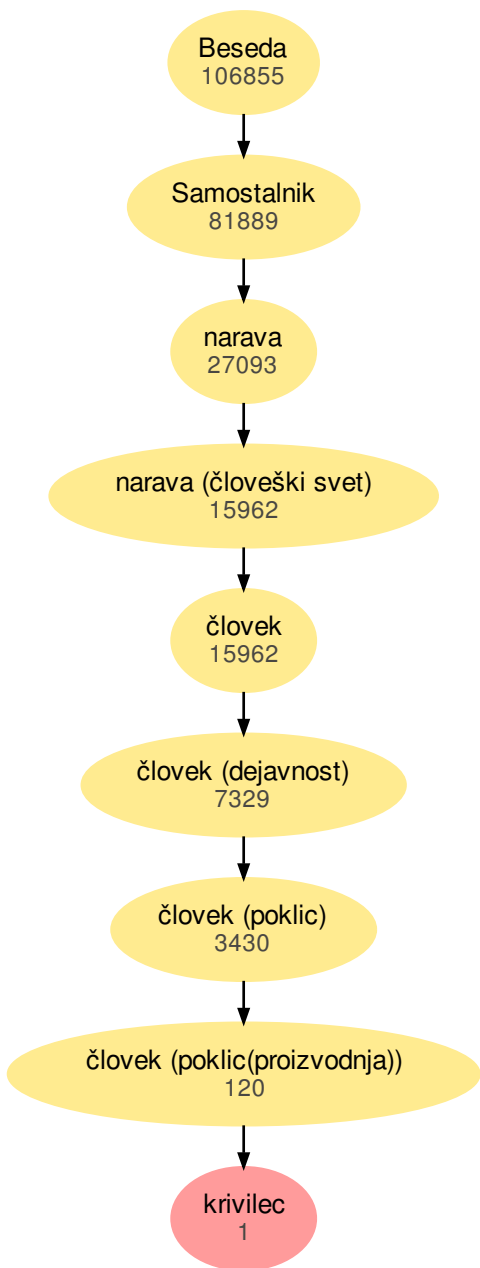 Beseda
106855
Samostalnik
81889
narava
27093
narava (človeški svet)
15962
človek
15962
človek (dejavnost)
7329
človek (poklic)
3430
človek (poklic(proizvodnja))
120
krivilec
1